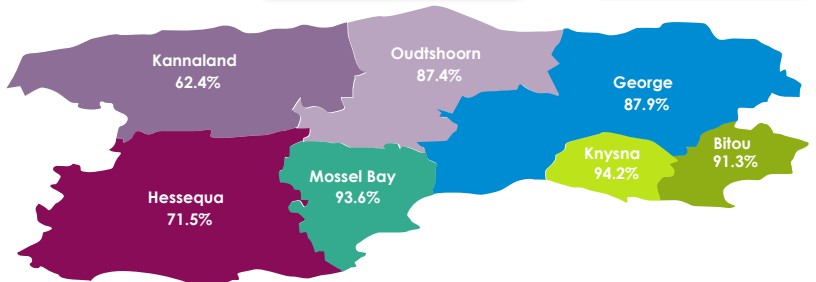 Kannaland
62.4%
Oudtshoorn
87.4%
George
87.9%
Knysna
94.2%
Bitou
91.3%
Mossel Bay
93.6%
Hessequa
71.5%